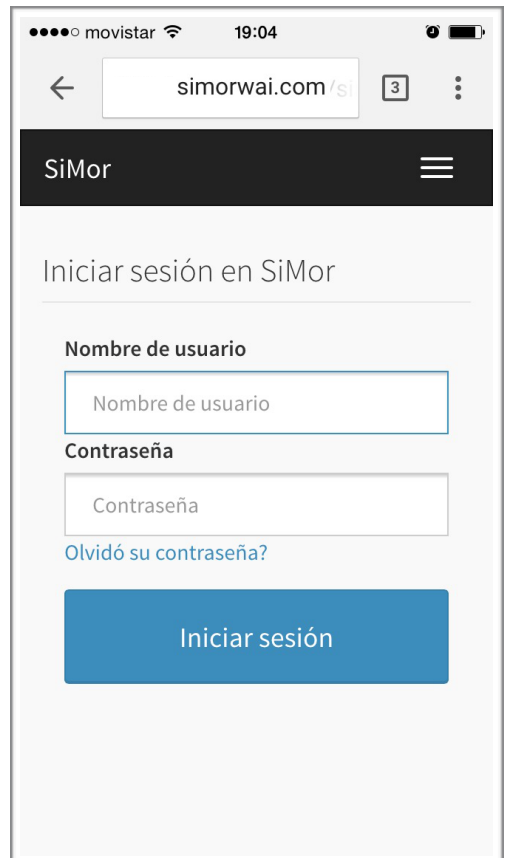 movistar 19:04
simorwai.com/si 3
SiMor
Iniciar sesión en SiMor
Nombre de usuario
Nombre de usuario
Contraseña
Contraseña
Olvidó su contraseña?
Iniciar sesión